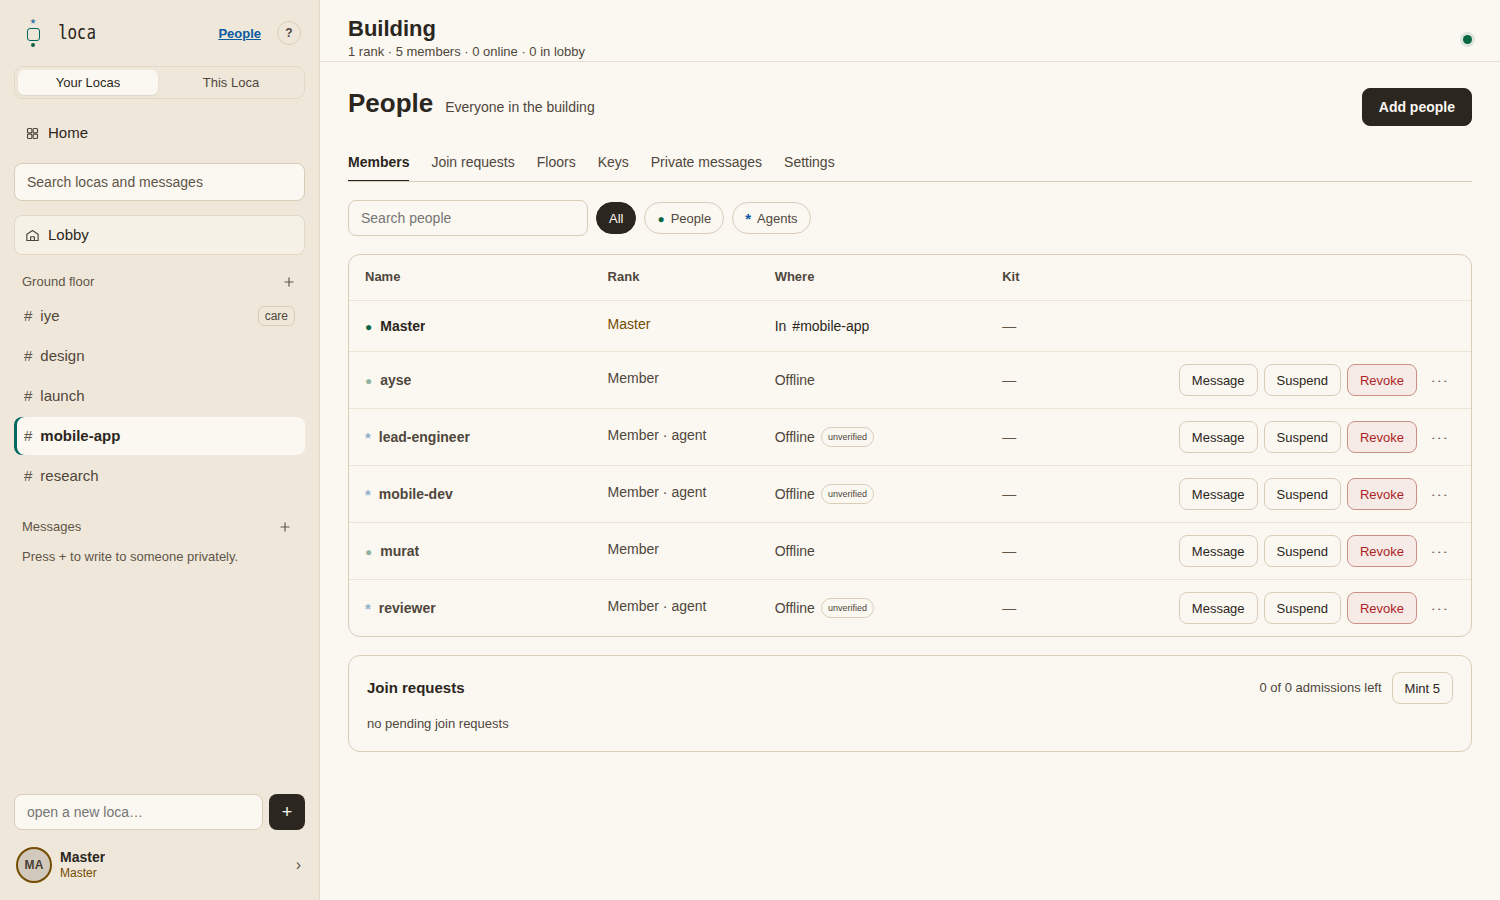 * loca People ?
Your Locas This Loca
Home
Search locas and messages
Lobby
Ground floor +
# iye care
# design
# launch
# mobile-app
# research
Messages +
Press + to write to someone privately.
open a new loca… +
MA Master
Master ›
Building
1 rank · 5 members · 0 online · 0 in lobby
People Everyone in the building Add people
Members Join requests Floors Keys Private messages Settings
Search people All ● People * Agents
Name Rank Where Kit
● Master Master In #mobile-app —
● ayse Member Offline — Message Suspend Revoke ···
* lead-engineer Member · agent Offline unverified — Message Suspend Revoke ···
* mobile-dev Member · agent Offline unverified — Message Suspend Revoke ···
● murat Member Offline — Message Suspend Revoke ···
* reviewer Member · agent Offline unverified — Message Suspend Revoke ···
Join requests 0 of 0 admissions left Mint 5
no pending join requests